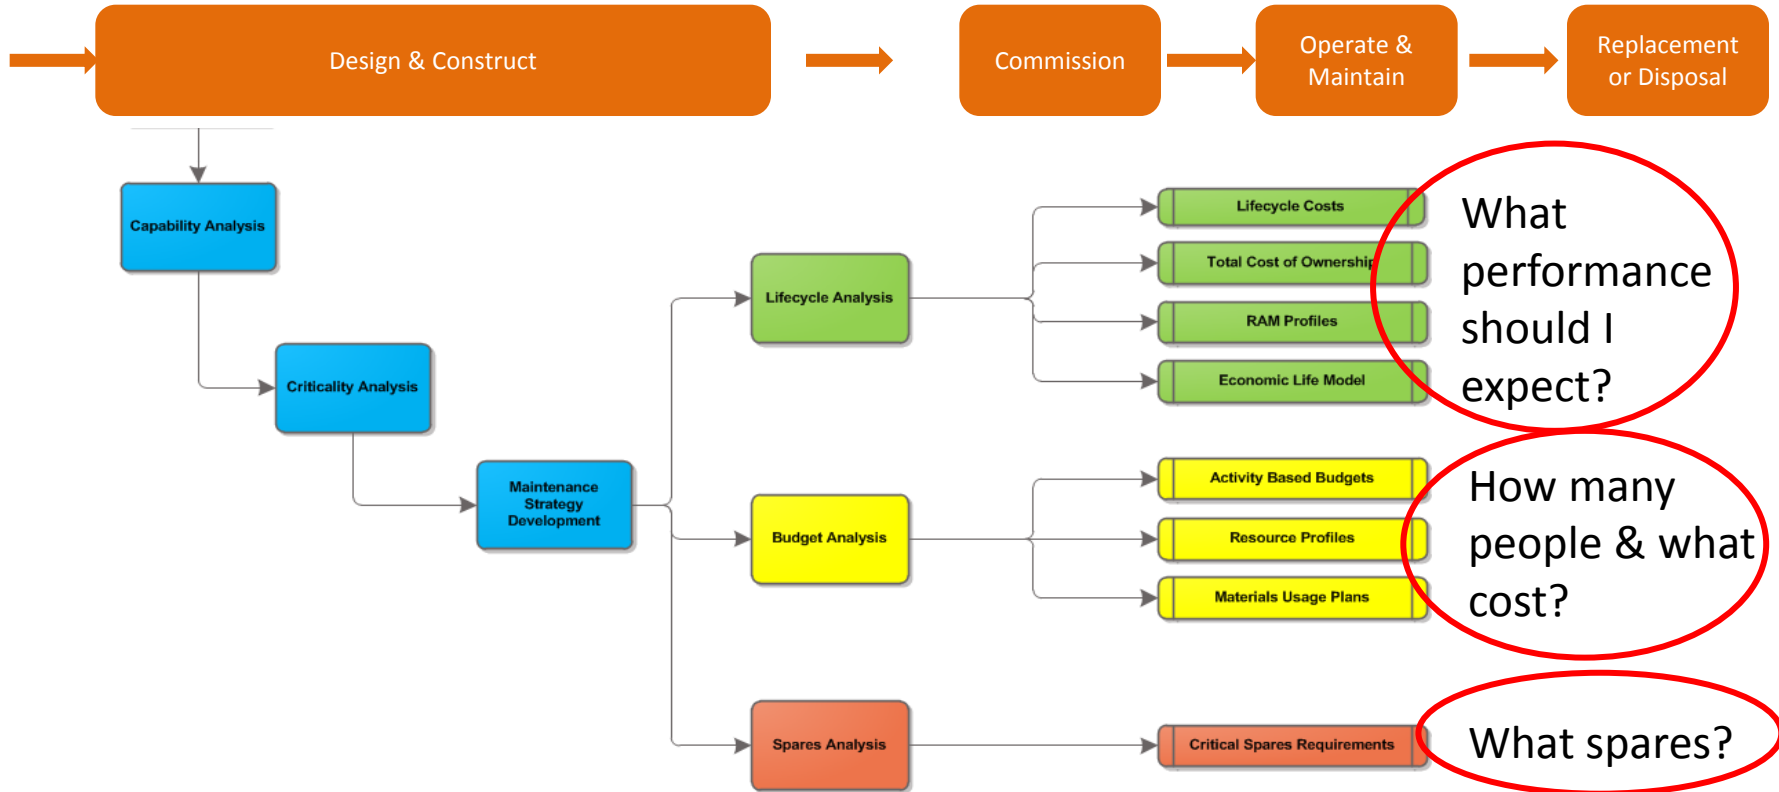 Design & Construct
Commission
Operate &
Maintain
Replacement
or Disposal
Capability Analysis
Criticality Analysis
Maintenance
Strategy
Development
Lifecycle Analysis
Lifecycle Costs
Total Cost of Ownership
RAM Profiles
Economic Life Model
What
performance
should I
expect?
Budget Analysis
Activity Based Budgets
Resource Profiles
Materials Usage Plans
How many
people & what
cost?
Spares Analysis
Critical Spares Requirements
What spares?